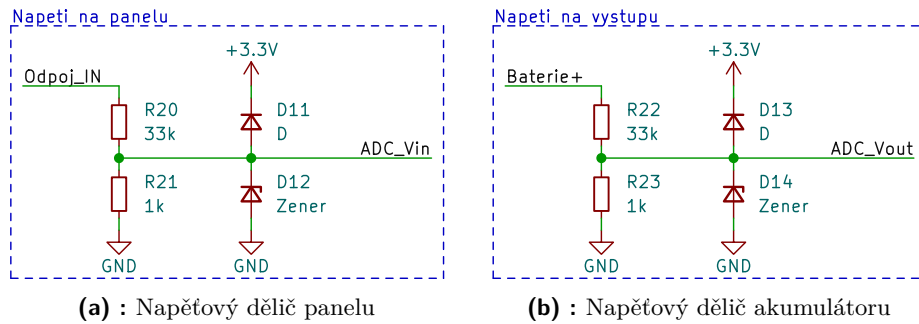 Napeti na panelu
+3.3V
Odpoj_IN
R20
33k
D11
D
ADC_Vin
R21
1k
D12
Zener
GND
GND
(a) : Napěťový dělič panelu
Napeti na vystupu
+3.3V
Baterie+
R22
33k
D13
D
ADC_Vout
R23
1k
D14
Zener
GND
GND
(b) : Napěťový dělič akumulátoru